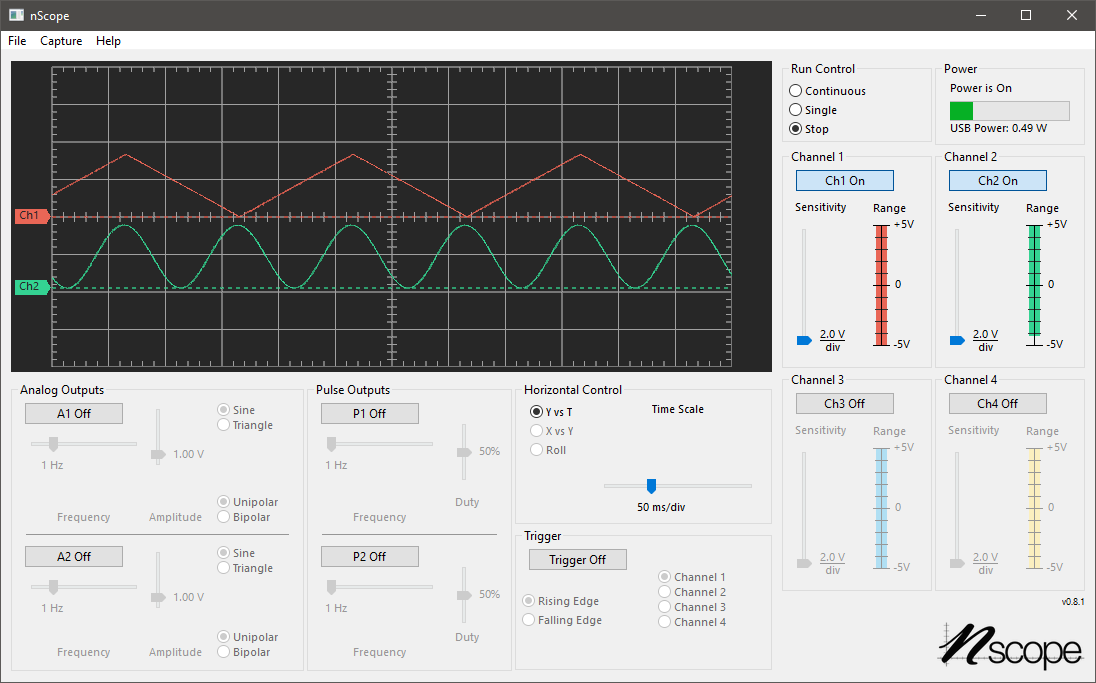 nScope
File Capture Help
Ch1
Ch2
Run Control
Continuous
Single
Stop
Power
Power is On
USB Power: 0.49 W
Channel 1
Ch1 On
Sensitivity
Range
+5V
0
-5V
2.0 V
div
Channel 2
Ch2 On
Sensitivity
Range
+5V
0
-5V
2.0 V
div
Analog Outputs
A1 Off
Sine
Triangle
1 Hz
1.00 V
Unipolar
Bipolar
Frequency
Amplitude
A2 Off
Sine
Triangle
1 Hz
1.00 V
Unipolar
Bipolar
Frequency
Amplitude
Pulse Outputs
P1 Off
1 Hz
50%
Duty
Frequency
P2 Off
1 Hz
50%
Duty
Frequency
Horizontal Control
Y vs T
X vs Y
Roll
Time Scale
50 ms/div
Trigger
Trigger Off
Rising Edge
Falling Edge
Channel 1
Channel 2
Channel 3
Channel 4
Channel 3
Ch3 Off
Sensitivity
Range
+5V
0
-5V
2.0 V
div
Channel 4
Ch4 Off
Sensitivity
Range
+5V
0
-5V
2.0 V
div
v0.8.1
nscope